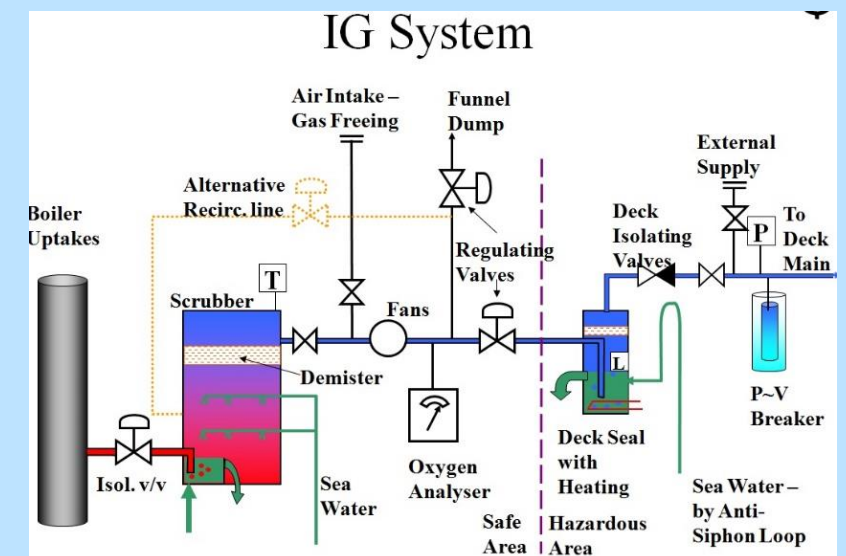 IG System
Air Intake –
Gas Freeing
Funnel
Dump
External
Supply
Alternative
Recirc. line
Boiler
Uptakes
Deck
Isolating
Valves
P
To
Deck
Main
Regulating
Valves
T
Scrubber
Fans
L
Demister
P~V
Breaker
Isol. v/v
Sea
Water
Oxygen
Analyser
Deck Seal
with
Heating
Sea Water –
by Anti-
Siphon Loop
Safe
Area
Hazardous
Area